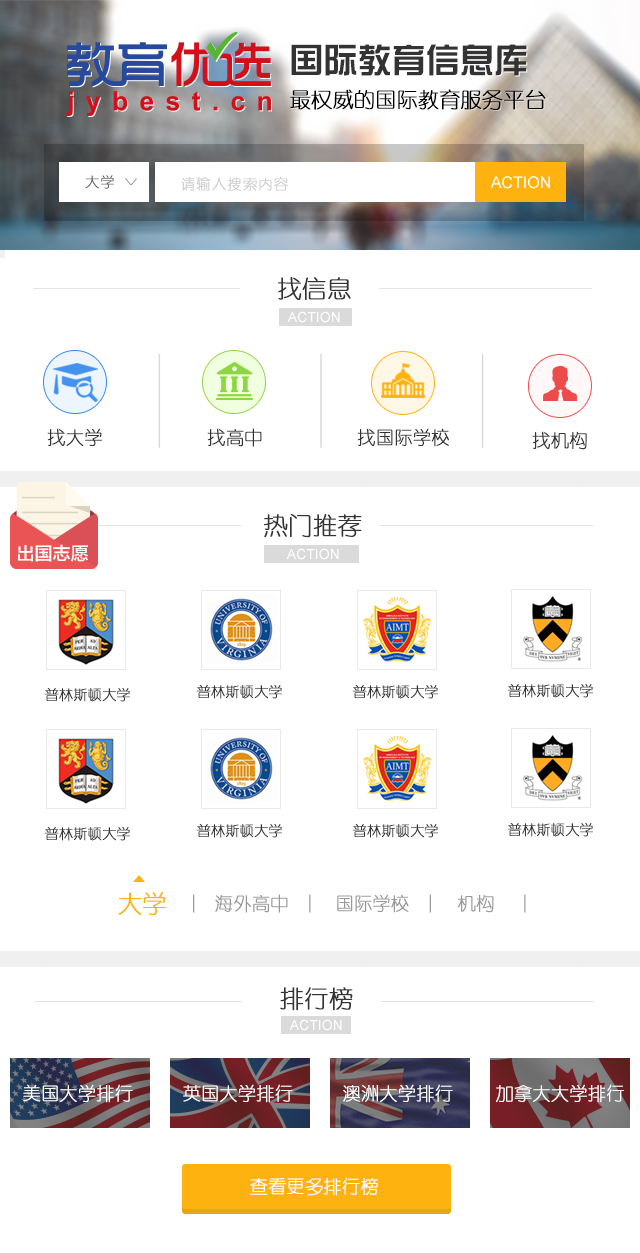 教育优选
jybest.cn
国际教育信息库
最权威的国际教育服务平台
大学
请输入搜索内容
ACTION
找信息
ACTION
找大学
找高中
找国际学校
找机构
出国志愿
热门推荐
ACTION
UNIVERSITY OF VIRGINIA
1819
AIMT
普林斯顿大学
普林斯顿大学
普林斯顿大学
普林斯顿大学
UNIVERSITY OF VIRGINIA
1819
AIMT
普林斯顿大学
普林斯顿大学
普林斯顿大学
普林斯顿大学
大学 | 海外高中 | 国际学校 | 机构 |
排行榜
ACTION
美国大学排行
英国大学排行
澳洲大学排行
加拿大大学排行
查看更多排行榜